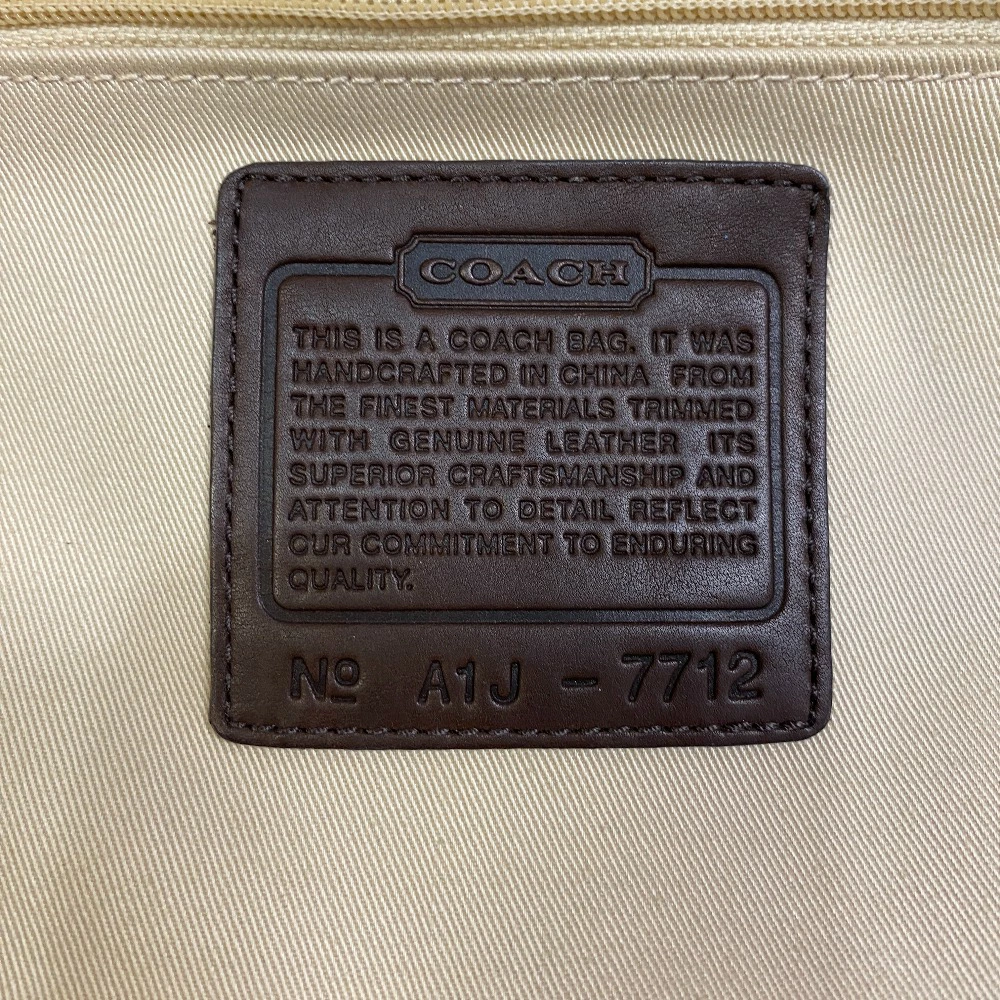 COACH
THIS IS A COACH BAG. IT WAS
HANDCRAFTED IN CHINA FROM
THE FINEST MATERIALS TRIMMED
WITH GENUINE LEATHER ITS
SUPERIOR CRAFTSMANSHIP AND
ATTENTION TO DETAIL REFLECT
OUR COMMITMENT TO ENDURING
QUALITY.
Nº A1J - 7712